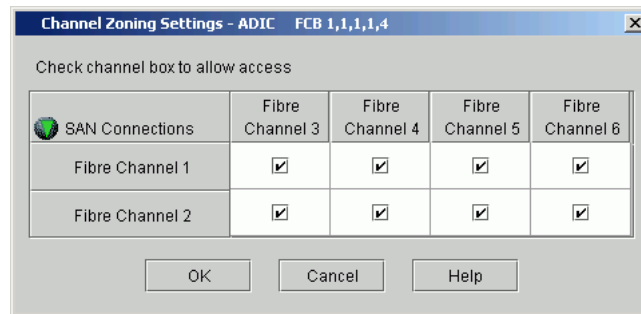 Channel Zoning Settings - ADIC FCB 1,1,1,1,4
Check channel box to allow access
SAN Connections
Fibre Channel 3
Fibre Channel 4
Fibre Channel 5
Fibre Channel 6
Fibre Channel 1
Fibre Channel 2
OK Cancel Help